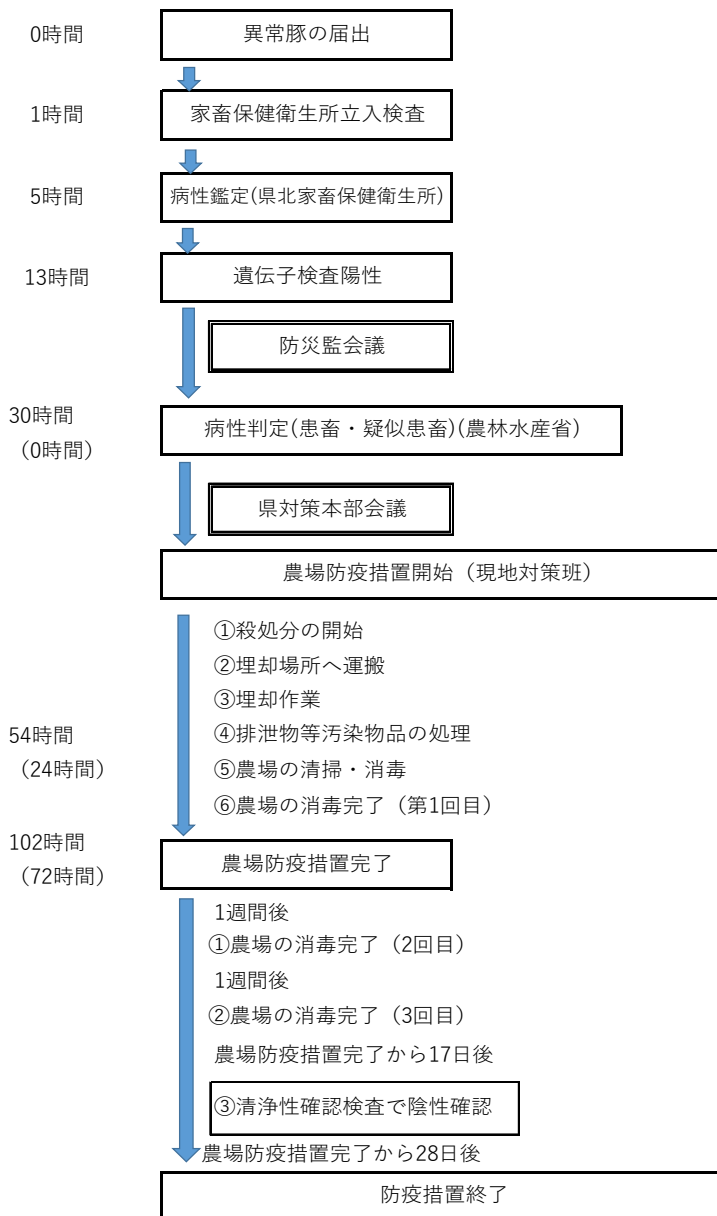 0時間
異常豚の届出
1時間
家畜保健衛生所立入検査
5時間
病性鑑定(県北家畜保健衛生所)
13時間
遺伝子検査陽性
防災監会議
30時間
（0時間）
病性判定(患畜・疑似患畜)(農林水産省)
県対策本部会議
農場防疫措置開始（現地対策班）
①殺処分の開始
②埋却場所へ運搬
③埋却作業
54時間
（24時間）
④排泄物等汚染物品の処理
⑤農場の清掃・消毒
⑥農場の消毒完了（第1回目）
102時間
（72時間）
農場防疫措置完了
1週間後
①農場の消毒完了（2回目）
1週間後
②農場の消毒完了（3回目）
農場防疫措置完了から17日後
③清浄性確認検査で陰性確認
農場防疫措置完了から28日後
防疫措置終了